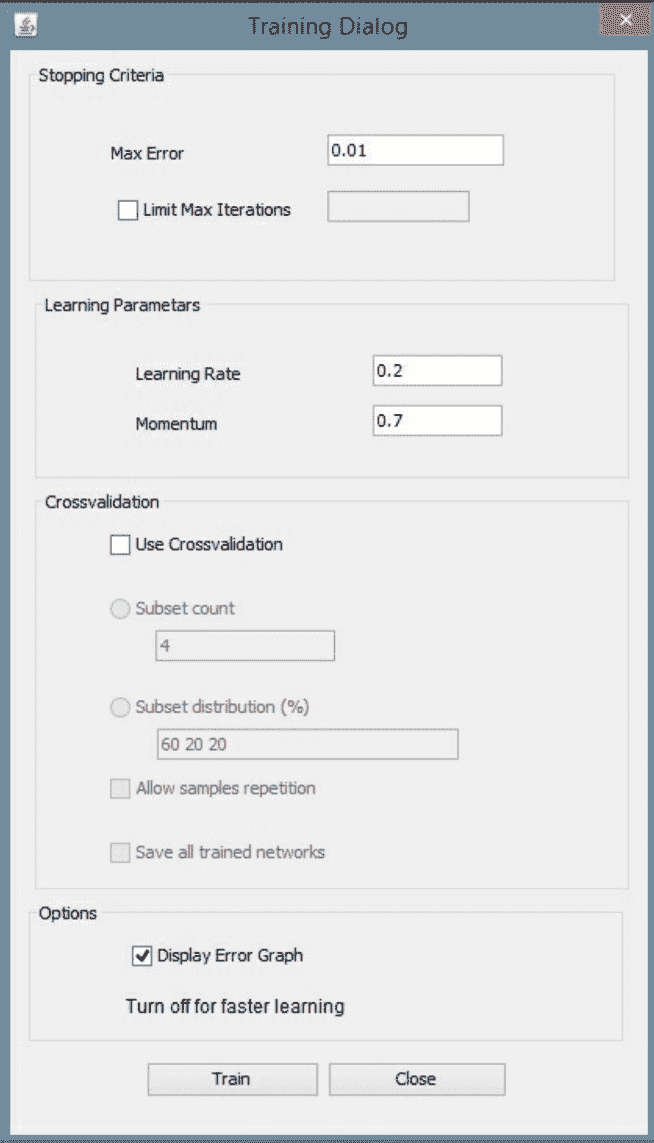 Training Dialog
Stopping Criteria
Max Error 0.01
Limit Max Iterations
Learning Parametars
Learning Rate 0.2
Momentum 0.7
Crossvalidation
Use Crossvalidation
Subset count
4
Subset distribution (%)
60 20 20
Allow samples repetition
Save all trained networks
Options
Display Error Graph
Turn off for faster learning
Train Close